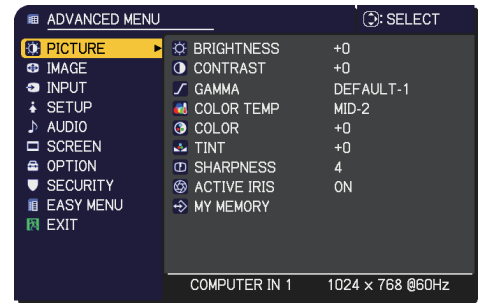 ADVANCED MENU : SELECT
PICTURE BRIGHTNESS +0
IMAGE CONTRAST +0
INPUT GAMMA DEFAULT-1
SETUP COLOR TEMP MID-2
AUDIO COLOR +0
SCREEN TINT +0
OPTION SHARPNESS 4
SECURITY ACTIVE IRIS ON
EASY MENU MY MEMORY
EXIT
COMPUTER IN 1 1024 × 768 @60Hz